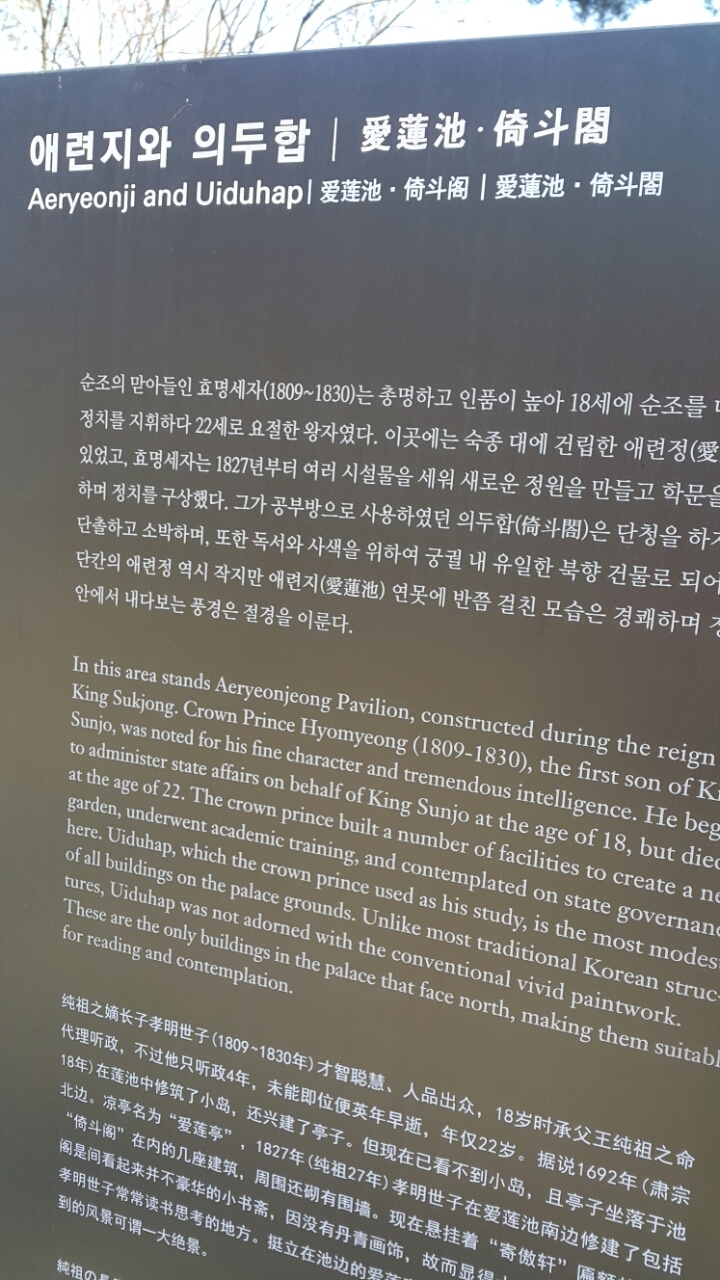 애련지와 의두합 | 愛蓮池·倚斗閤
Aeryeonji and Uiduhap | 爱莲池·倚斗阁 | 愛蓮池·倚斗閤
순조의 맏아들인 효명세자(1809~1830)는 총명하고 인품이 높아 18세에 순조를
정치를 지휘하다 22세로 요절한 왕자였다. 이곳에는 숙종 대에 건립한 애련정(愛
있었고, 효명세자는 1827년부터 여러 시설물을 세워 새로운 정원을 만들고 학문을
하며 정치를 구상했다. 그가 공부방으로 사용하였던 의두합(倚斗閤)은 단청을 하지
단출하고 소박하며, 또한 독서와 사색을 위하여 궁궐 내 유일한 북향 건물로 되어
단칸의 애련정 역시 작지만 애련지(愛蓮池) 연못에 반쯤 걸친 모습은 경쾌하며
안에서 내다보는 풍경은 절경을 이룬다.
In this area stands Aeryeonjeong Pavilion, constructed during the reign
King Sukjong. Crown Prince Hyomyeong (1809-1830), the first son of Ki
Sunjo, was noted for his fine character and tremendous intelligence. He beg
to administer state affairs on behalf of King Sunjo at the age of 18, but died
at the age of 22. The crown prince built a number of facilities to create a ne
garden, underwent academic training, and contemplated on state governanc
here. Uiduhap, which the crown prince used as his study, is the most modest
of all buildings on the palace grounds. Unlike most traditional Korean struc-
tures, Uiduhap was not adorned with the conventional vivid paintwork.
These are the only buildings in the palace that face north, making them suitabl
for reading and contemplation.
纯祖之嫡长子孝明世子(1809~1830年)才智聪慧、人品出众，18岁时承父王纯祖之命
代理听政，不过他只听政4年，未能即位便英年早逝，年仅22岁。据说1692年(肃宗
18年)在莲池中修筑了小岛，还兴建了亭子。但现在已看不到小岛，且亭子坐落于池
北边。凉亭名为“爱莲亭”，1827年(纯祖27年)孝明世子在爱莲池南边修建了包括
“倚斗阁”在内的几座建筑，周围还砌有围墙。现在悬挂着“寄傲轩”匾额
阁是间看起来并不豪华的小书斋，因没有丹青画饰，故而显得
孝明世子常常读书思考的地方。挺立在池边的爱莲
到的风景可谓一大绝景。
純祖の長